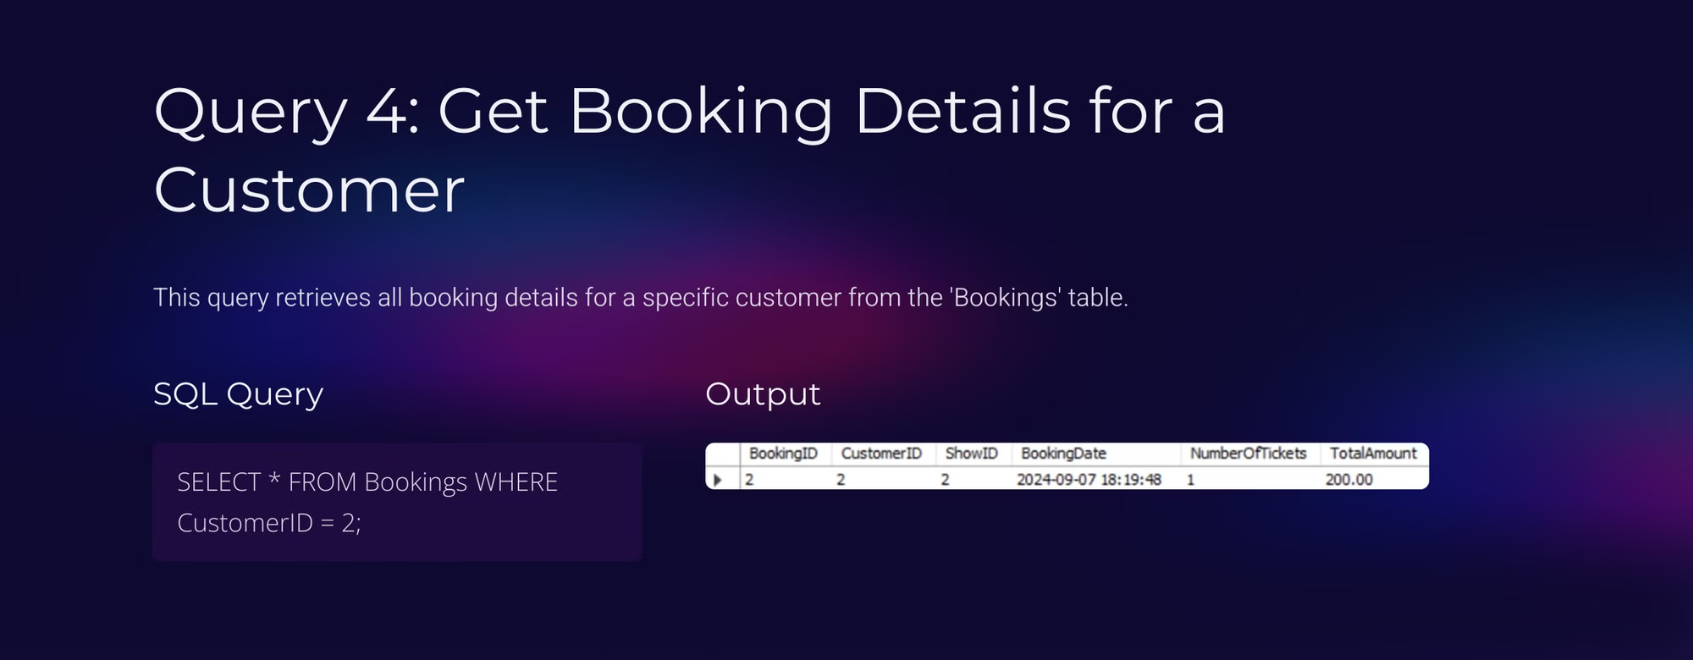 Query 4: Get Booking Details for a
Customer
This query retrieves all booking details for a specific customer from the 'Bookings' table.
SQL Query
SELECT * FROM Bookings WHERE
CustomerID = 2;
Output
BookingID CustomerID ShowID BookingDate NumberOfTickets TotalAmount
2 2 2 2024-09-07 18:19:48 1 200.00